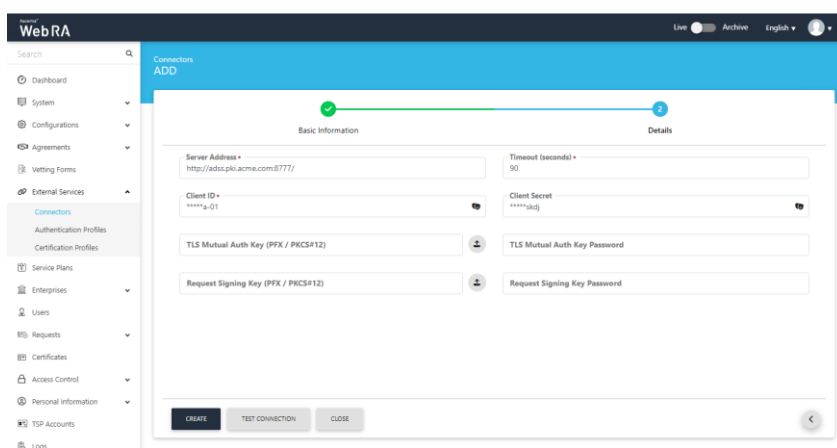 Ascertia
WebRA
Live Archive English
Search
Connectors
ADD
Dashboard
System
Configurations
Agreements
Vetting Forms
External Services
Connectors
Authentication Profiles
Certification Profiles
Service Plans
Enterprises
Users
Requests
Certificates
Access Control
Personal Information
TSP Accounts
Logs
2
Basic Information Details
Server Address *
http://adss.pki.acme.com:8777/
Timeout (seconds) *
90
Client ID *
*****a-01
Client Secret
*****skdj
TLS Mutual Auth Key (PFX / PKCS#12)
TLS Mutual Auth Key Password
Request Signing Key (PFX / PKCS#12)
Request Signing Key Password
CREATE TEST CONNECTION CLOSE